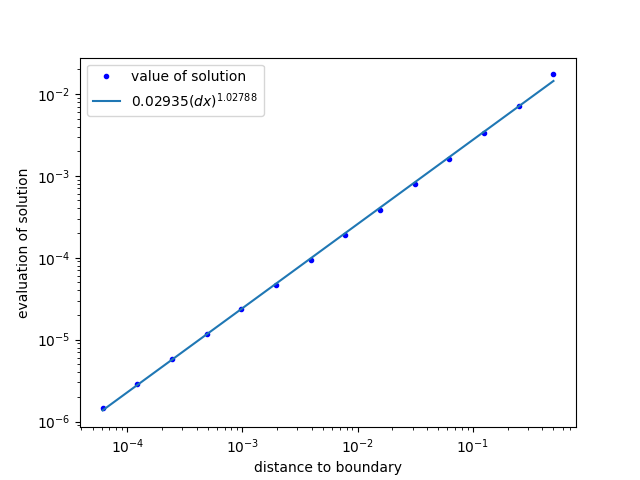 value of solution
0.02935(dx)^1.02788
evaluation of solution
10^-2
10^-3
10^-4
10^-5
10^-6
10^-4 10^-3 10^-2 10^-1
distance to boundary